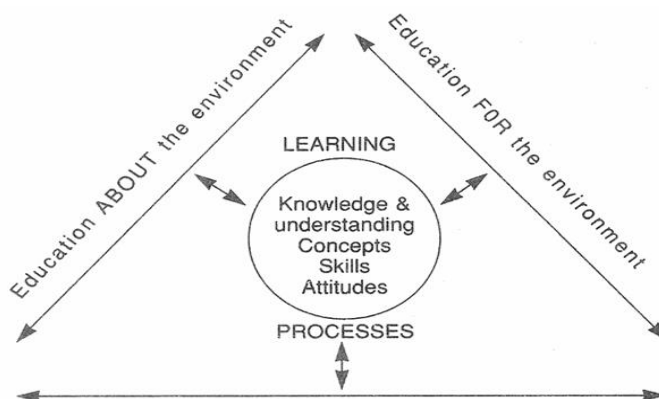 Education ABOUT the environment
Education FOR the environment
LEARNING
Knowledge &
understanding
Concepts
Skills
Attitudes
PROCESSES